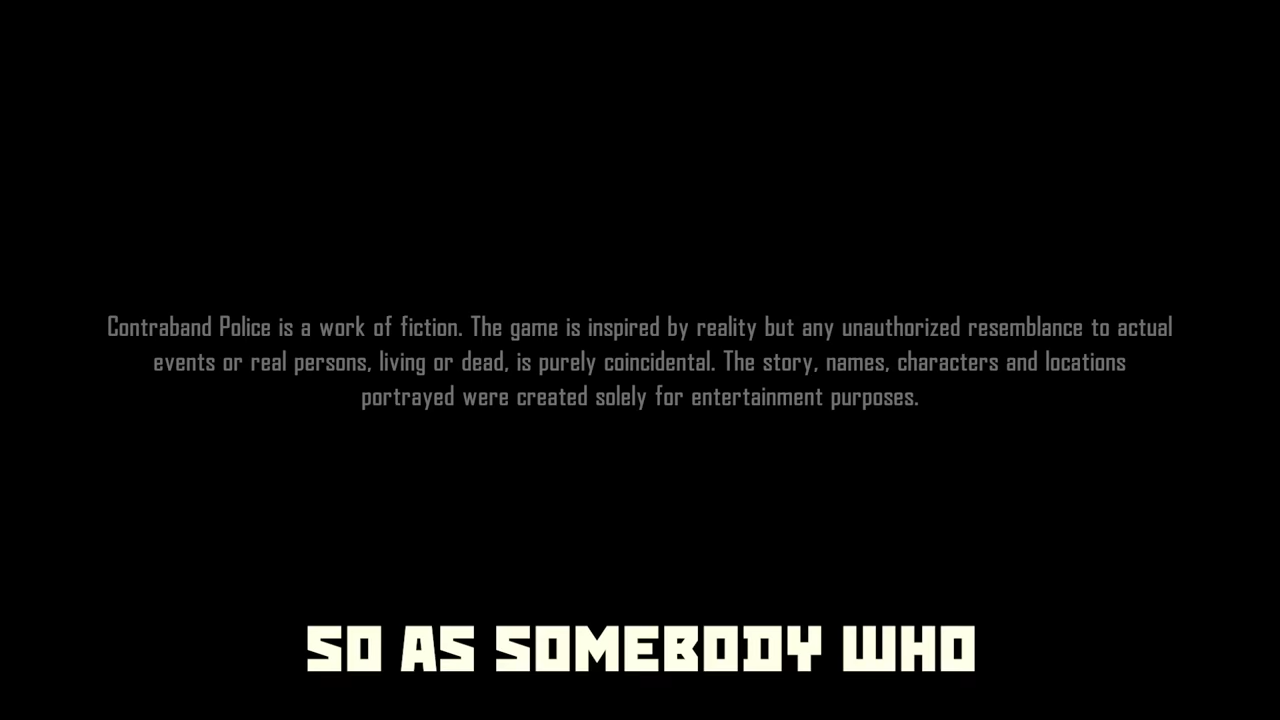 Contraband Police is a work of fiction. The game is inspired by reality but any unauthorized resemblance to actual
events or real persons, living or dead, is purely coincidental. The story, names, characters and locations
portrayed were created solely for entertainment purposes.
SO AS SOMEBODY WHO